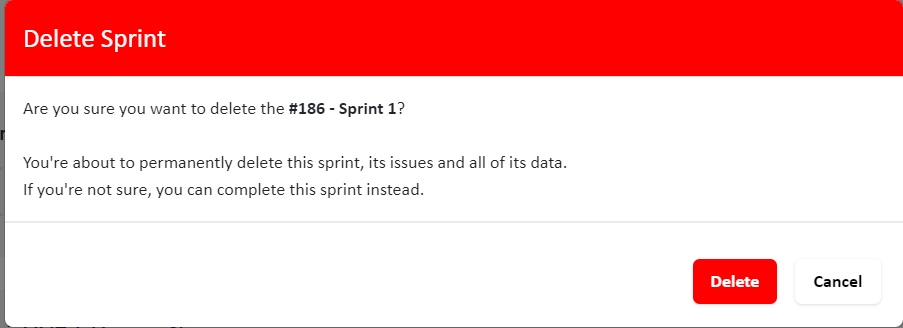 Delete Sprint
Are you sure you want to delete the #186 - Sprint 1?
You're about to permanently delete this sprint, its issues and all of its data.
If you're not sure, you can complete this sprint instead.
Delete
Cancel